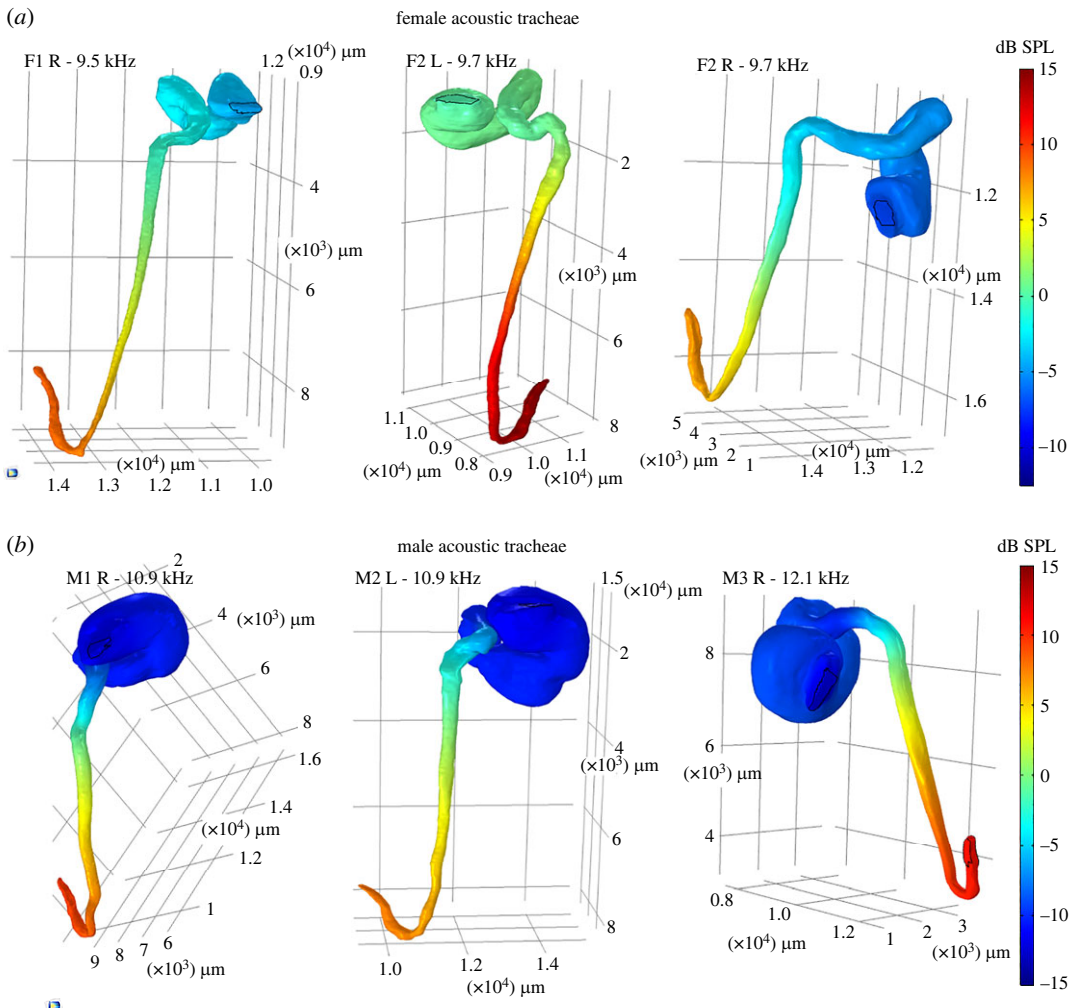 (a)
female acoustic tracheae
F1 R - 9.5 kHz
(×10⁴) μm
1.2
0.9
4
(×10³) μm
6
8
(×10⁴) μm
1.4
1.3
1.2
1.1
1.0
F2 L - 9.7 kHz
2
4
(×10³) μm
6
8
1.1
1.0
0.9
0.8
(×10⁴) μm
0.9
1.0
1.1
(×10⁴) μm
F2 R - 9.7 kHz
1.2
(×10⁴) μm
1.4
1.6
5
4
3
2
1
(×10³) μm
(×10⁴) μm
1.4
1.2
dB SPL
15
10
5
0
−5
−10
(b)
male acoustic tracheae
M1 R - 10.9 kHz
2
4
(×10³) μm
6
8
1.6
1.4
(×10⁴) μm
1.2
1
9
8
7
6
(×10³) μm
M2 L - 10.9 kHz
1.5
(×10⁴) μm
2
4
(×10³) μm
6
8
1.0
1.2
1.4
(×10⁴) μm
M3 R - 12.1 kHz
8
6
(×10³) μm
4
0.8
1.0
1.2
(×10⁴) μm
1
2
3
(×10³) μm
dB SPL
15
10
5
0
−5
−10
−15